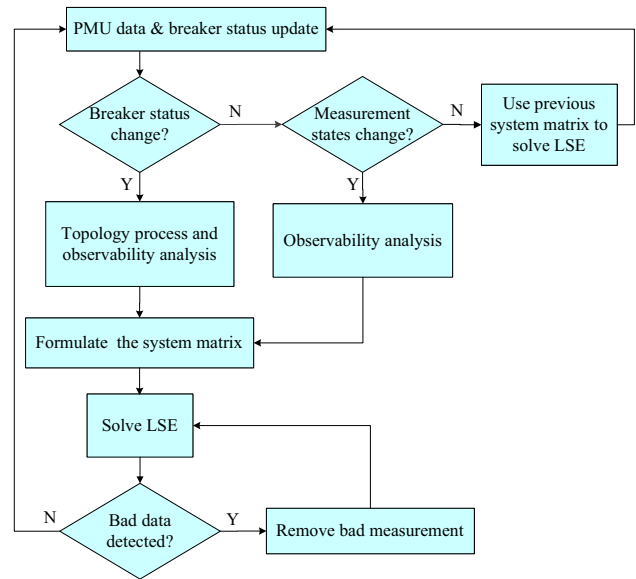 PMU data & breaker status update
Breaker status
change?
N
Measurement
states change?
N
Use previous
system matrix to
solve LSE
Y
Y
Topology process and
observability analysis
Observability analysis
Formulate the system matrix
Solve LSE
N
Bad data
detected?
Y
Remove bad measurement